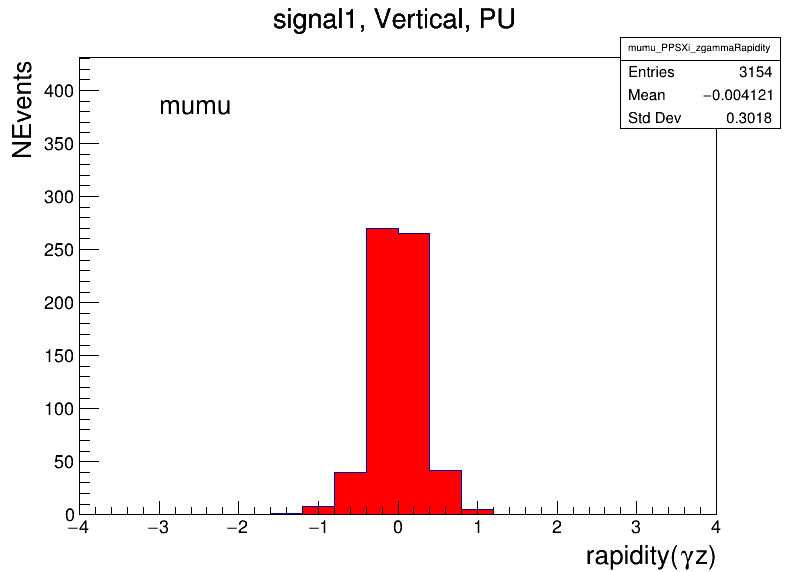 signal1, Vertical, PU
mumu_PPSXi_zgammaRapidity
Entries 3154
Mean −0.004121
Std Dev 0.3018
mumu
NEvents
400
350
300
250
200
150
100
50
0
−4 −3 −2 −1 0 1 2 3 4
rapidity(γz)